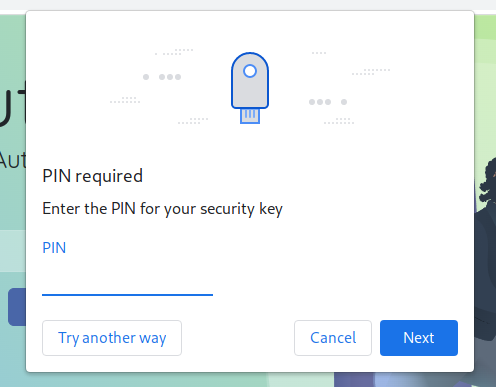 PIN required
Enter the PIN for your security key
PIN
Try another way
Cancel
Next